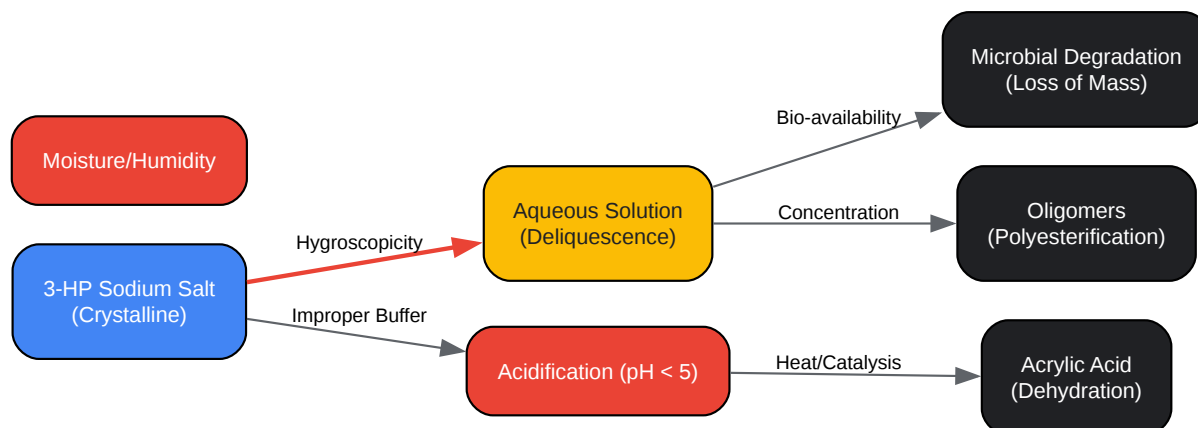 Moisture/Humidity
3-HP Sodium Salt
(Crystalline)
Hygroscopicity
Improper Buffer
Aqueous Solution
(Deliquescence)
Acidification (pH < 5)
Bio-availability
Concentration
Heat/Catalysis
Microbial Degradation
(Loss of Mass)
Oligomers
(Polyesterification)
Acrylic Acid
(Dehydration)